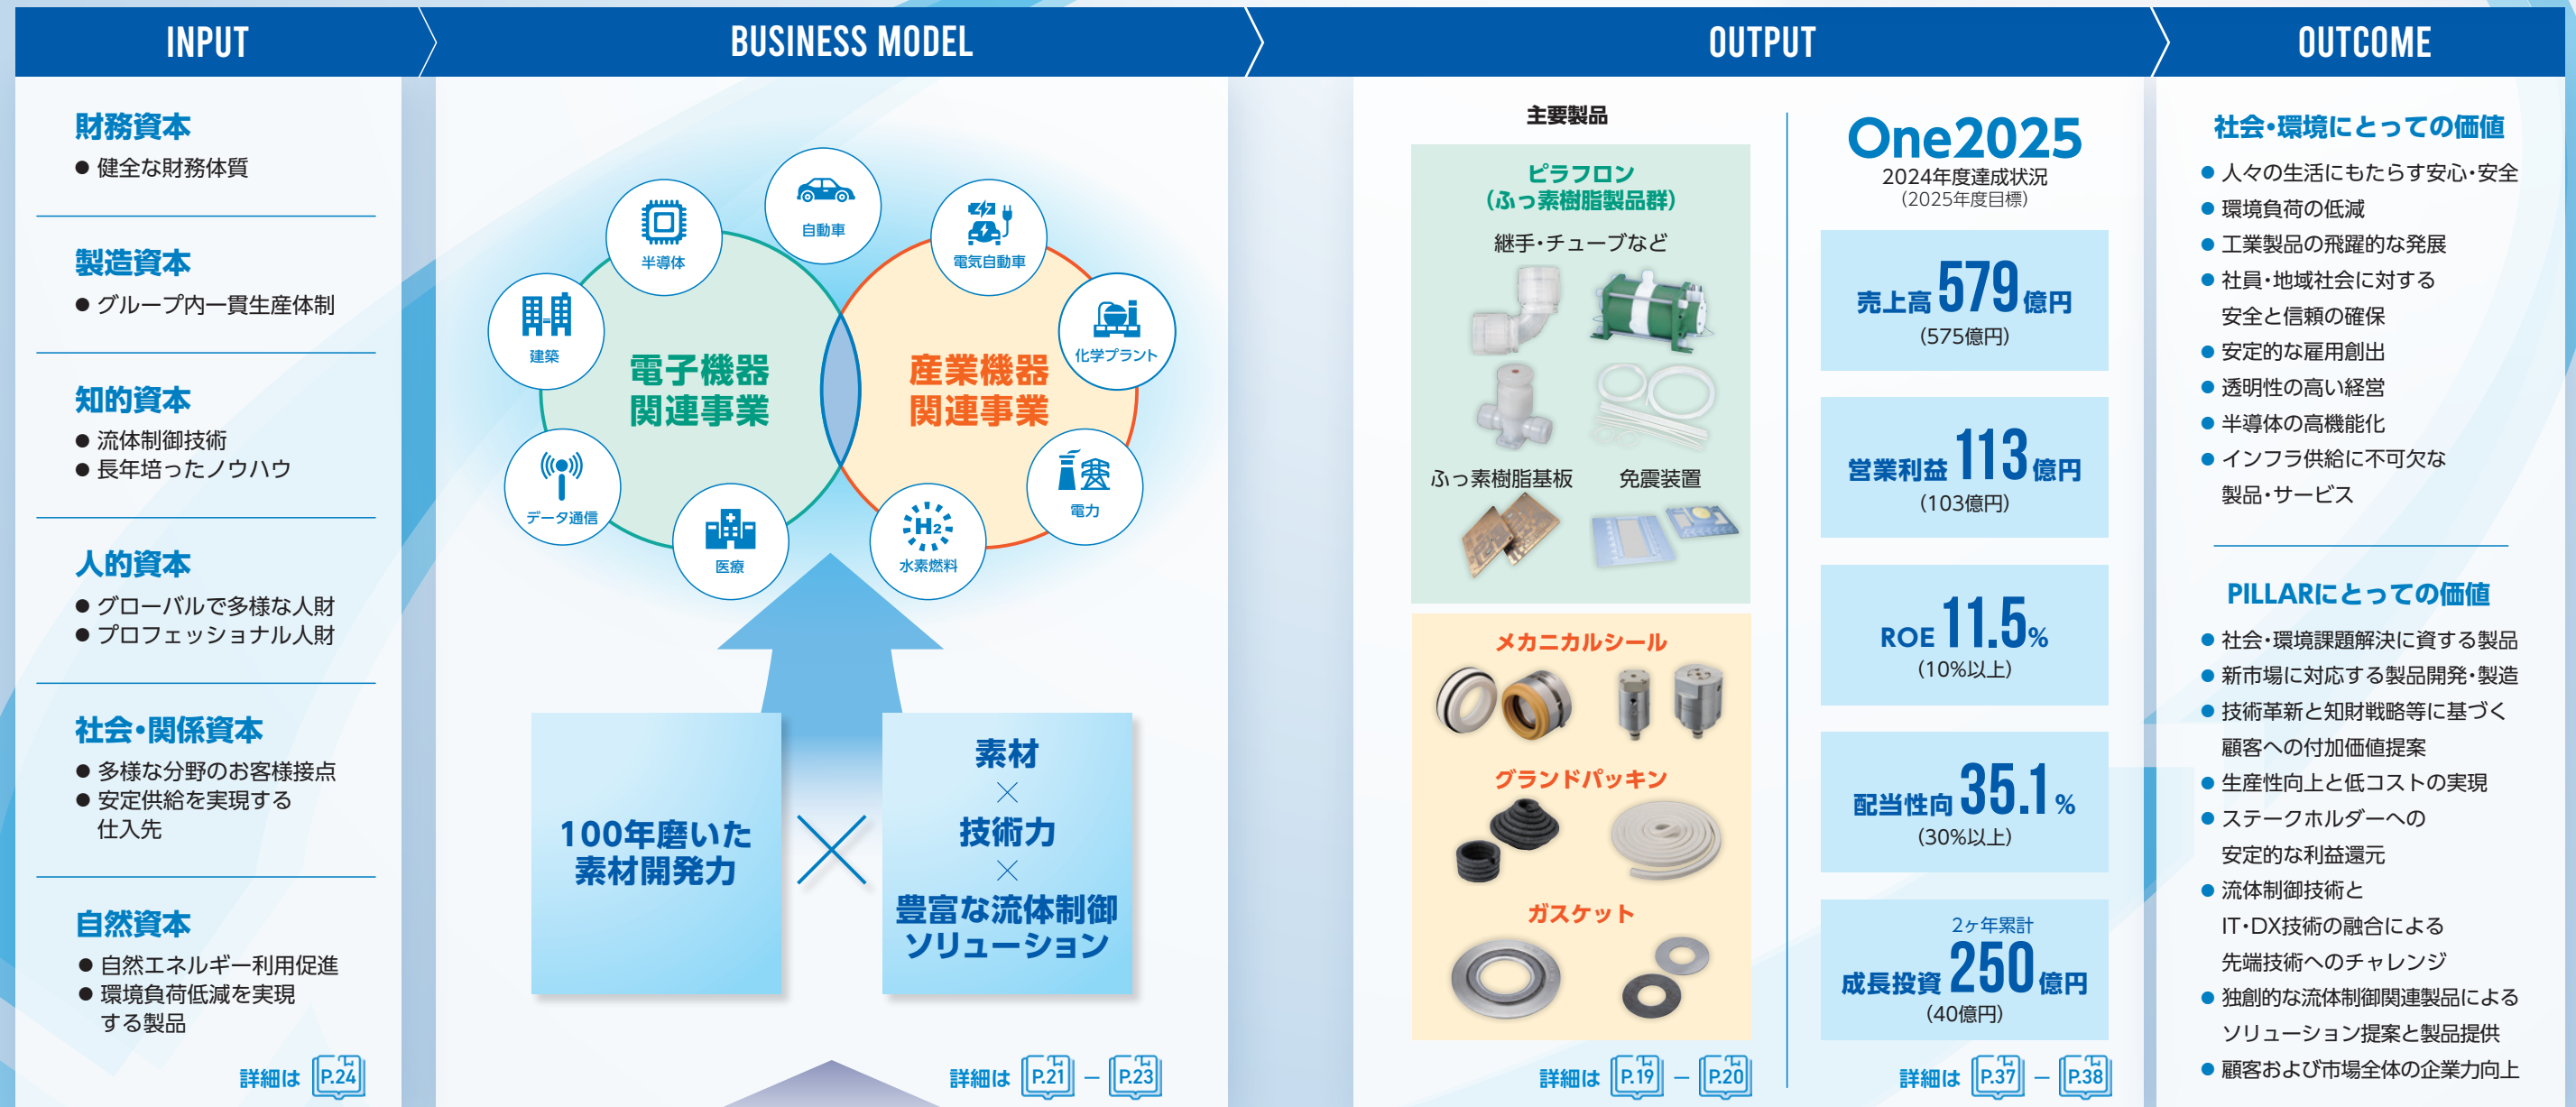 INPUT
BUSINESS MODEL
OUTPUT
OUTCOME
財務資本
● 健全な財務体質
製造資本
● グループ内一貫生産体制
知的資本
● 流体制御技術
● 長年培ったノウハウ
人的資本
● グローバルで多様な人財
● プロフェッショナル人財
社会・関係資本
● 多様な分野のお客様接点
● 安定供給を実現する
仕入先
自然資本
● 自然エネルギー利用促進
● 環境負荷低減を実現
する製品
詳細は P.24
自動車
半導体
電気自動車
建築
化学プラント
電子機器
関連事業
産業機器
関連事業
データ通信
電力
医療
H2
水素燃料
100年磨いた
素材開発力
×
素材
×
技術力
×
豊富な流体制御
ソリューション
詳細は P.21 － P.23
主要製品
ピラフロン
（ふっ素樹脂製品群）
継手・チューブなど
ふっ素樹脂基板
免震装置
メカニカルシール
グランドパッキン
ガスケット
詳細は P.19 － P.20
One2025
2024年度達成状況
（2025年度目標）
売上高 579 億円
（575億円）
営業利益 113 億円
（103億円）
ROE 11.5%
（10%以上）
配当性向 35.1%
（30%以上）
2ヶ年累計
成長投資 250 億円
（40億円）
詳細は P.37 － P.38
社会・環境にとっての価値
● 人々の生活にもたらす安心・安全
● 環境負荷の低減
● 工業製品の飛躍的な発展
● 社員・地域社会に対する
安全と信頼の確保
● 安定的な雇用創出
● 透明性の高い経営
● 半導体の高機能化
● インフラ供給に不可欠な
製品・サービス
PILLARにとっての価値
● 社会・環境課題解決に資する製品
● 新市場に対応する製品開発・製造
● 技術革新と知財戦略等に基づく
顧客への付加価値提案
● 生産性向上と低コストの実現
● ステークホルダーへの
安定的な利益還元
● 流体制御技術と
IT・DX技術の融合による
先端技術へのチャレンジ
● 独創的な流体制御関連製品による
ソリューション提案と製品提供
● 顧客および市場全体の企業力向上